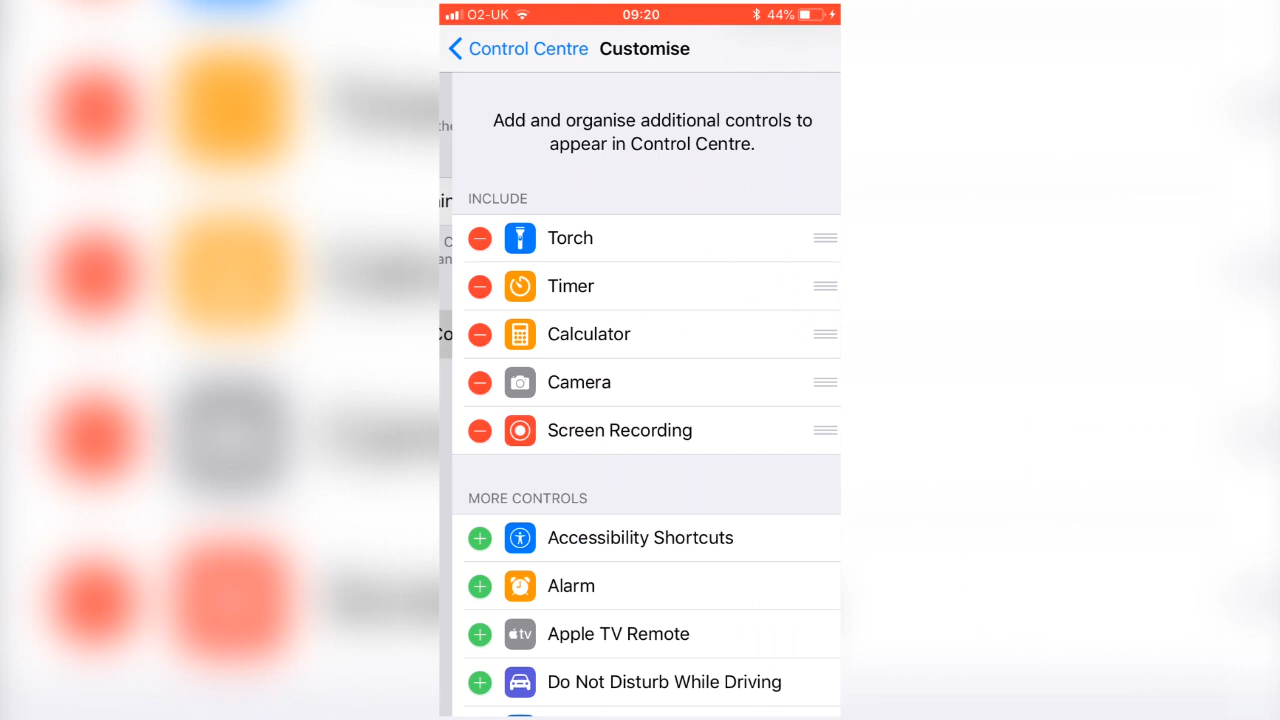 O2-UK 09:20 44%
Control Centre Customise
Add and organise additional controls to
appear in Control Centre.
the
INCLUDE
Torch
Timer
Calculator
Camera
Screen Recording
MORE CONTROLS
Accessibility Shortcuts
Alarm
tv Apple TV Remote
Do Not Disturb While Driving